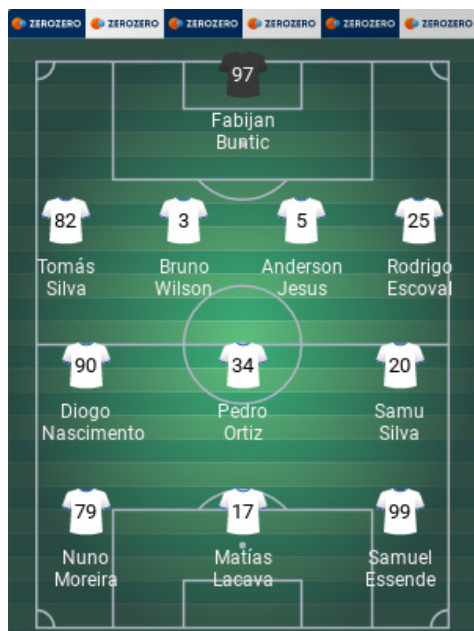 ZEROZERO ZEROZERO ZEROZERO ZEROZERO ZEROZERO ZEROZERO
97
Fabijan
Buntic
82 3 5 25
Tomás Bruno Anderson Rodrigo
Silva Wilson Jesus Escoval
90 34 20
Diogo Pedro Samu
Nascimento Ortiz Silva
79 17 99
Nuno Matías Samuel
Moreira Lacava Essende